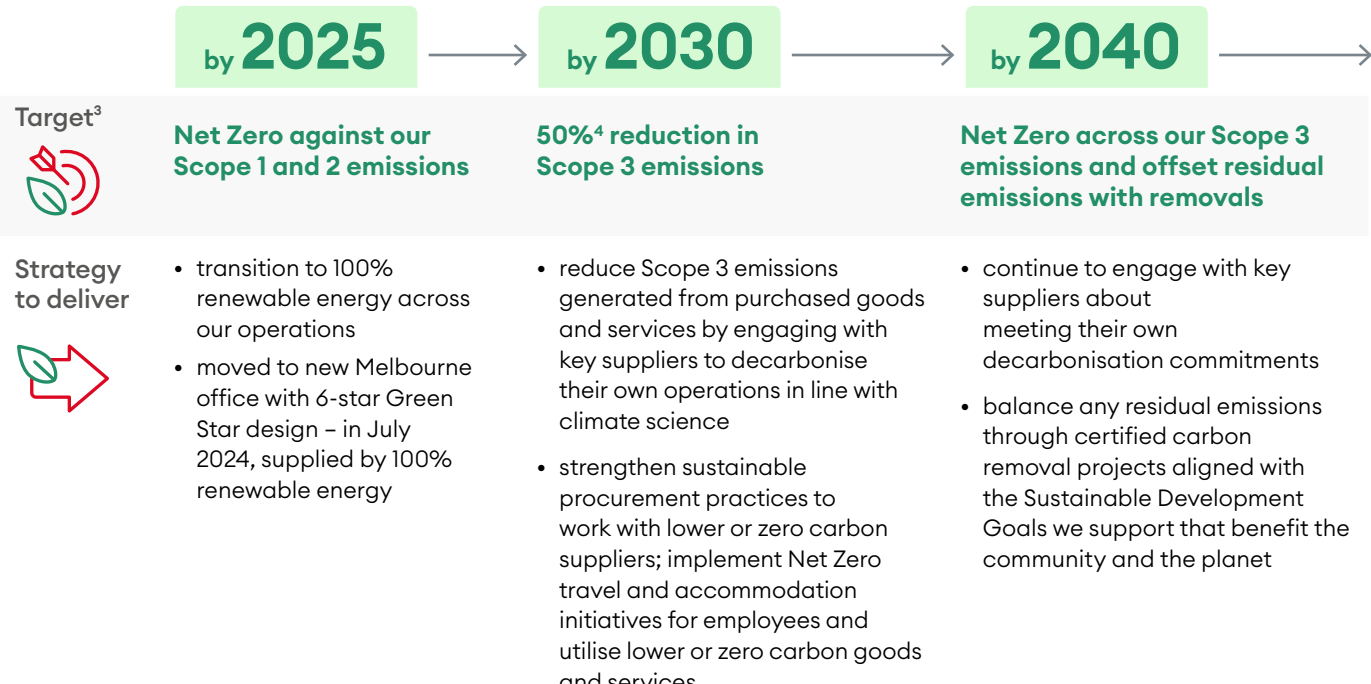 by 2025
by 2030
by 2040
Target³
Net Zero against our
Scope 1 and 2 emissions
50%⁴ reduction in
Scope 3 emissions
Net Zero across our Scope 3
emissions and offset residual
emissions with removals
Strategy
to deliver
• transition to 100%
renewable energy across
our operations
• moved to new Melbourne
office with 6-star Green
Star design – in July
2024, supplied by 100%
renewable energy
• reduce Scope 3 emissions
generated from purchased goods
and services by engaging with
key suppliers to decarbonise
their own operations in line with
climate science
• strengthen sustainable
procurement practices to
work with lower or zero carbon
suppliers; implement Net Zero
travel and accommodation
initiatives for employees and
utilise lower or zero carbon goods
and services
• continue to engage with key
suppliers about
meeting their own
decarbonisation commitments
• balance any residual emissions
through certified carbon
removal projects aligned with
the Sustainable Development
Goals we support that benefit the
community and the planet